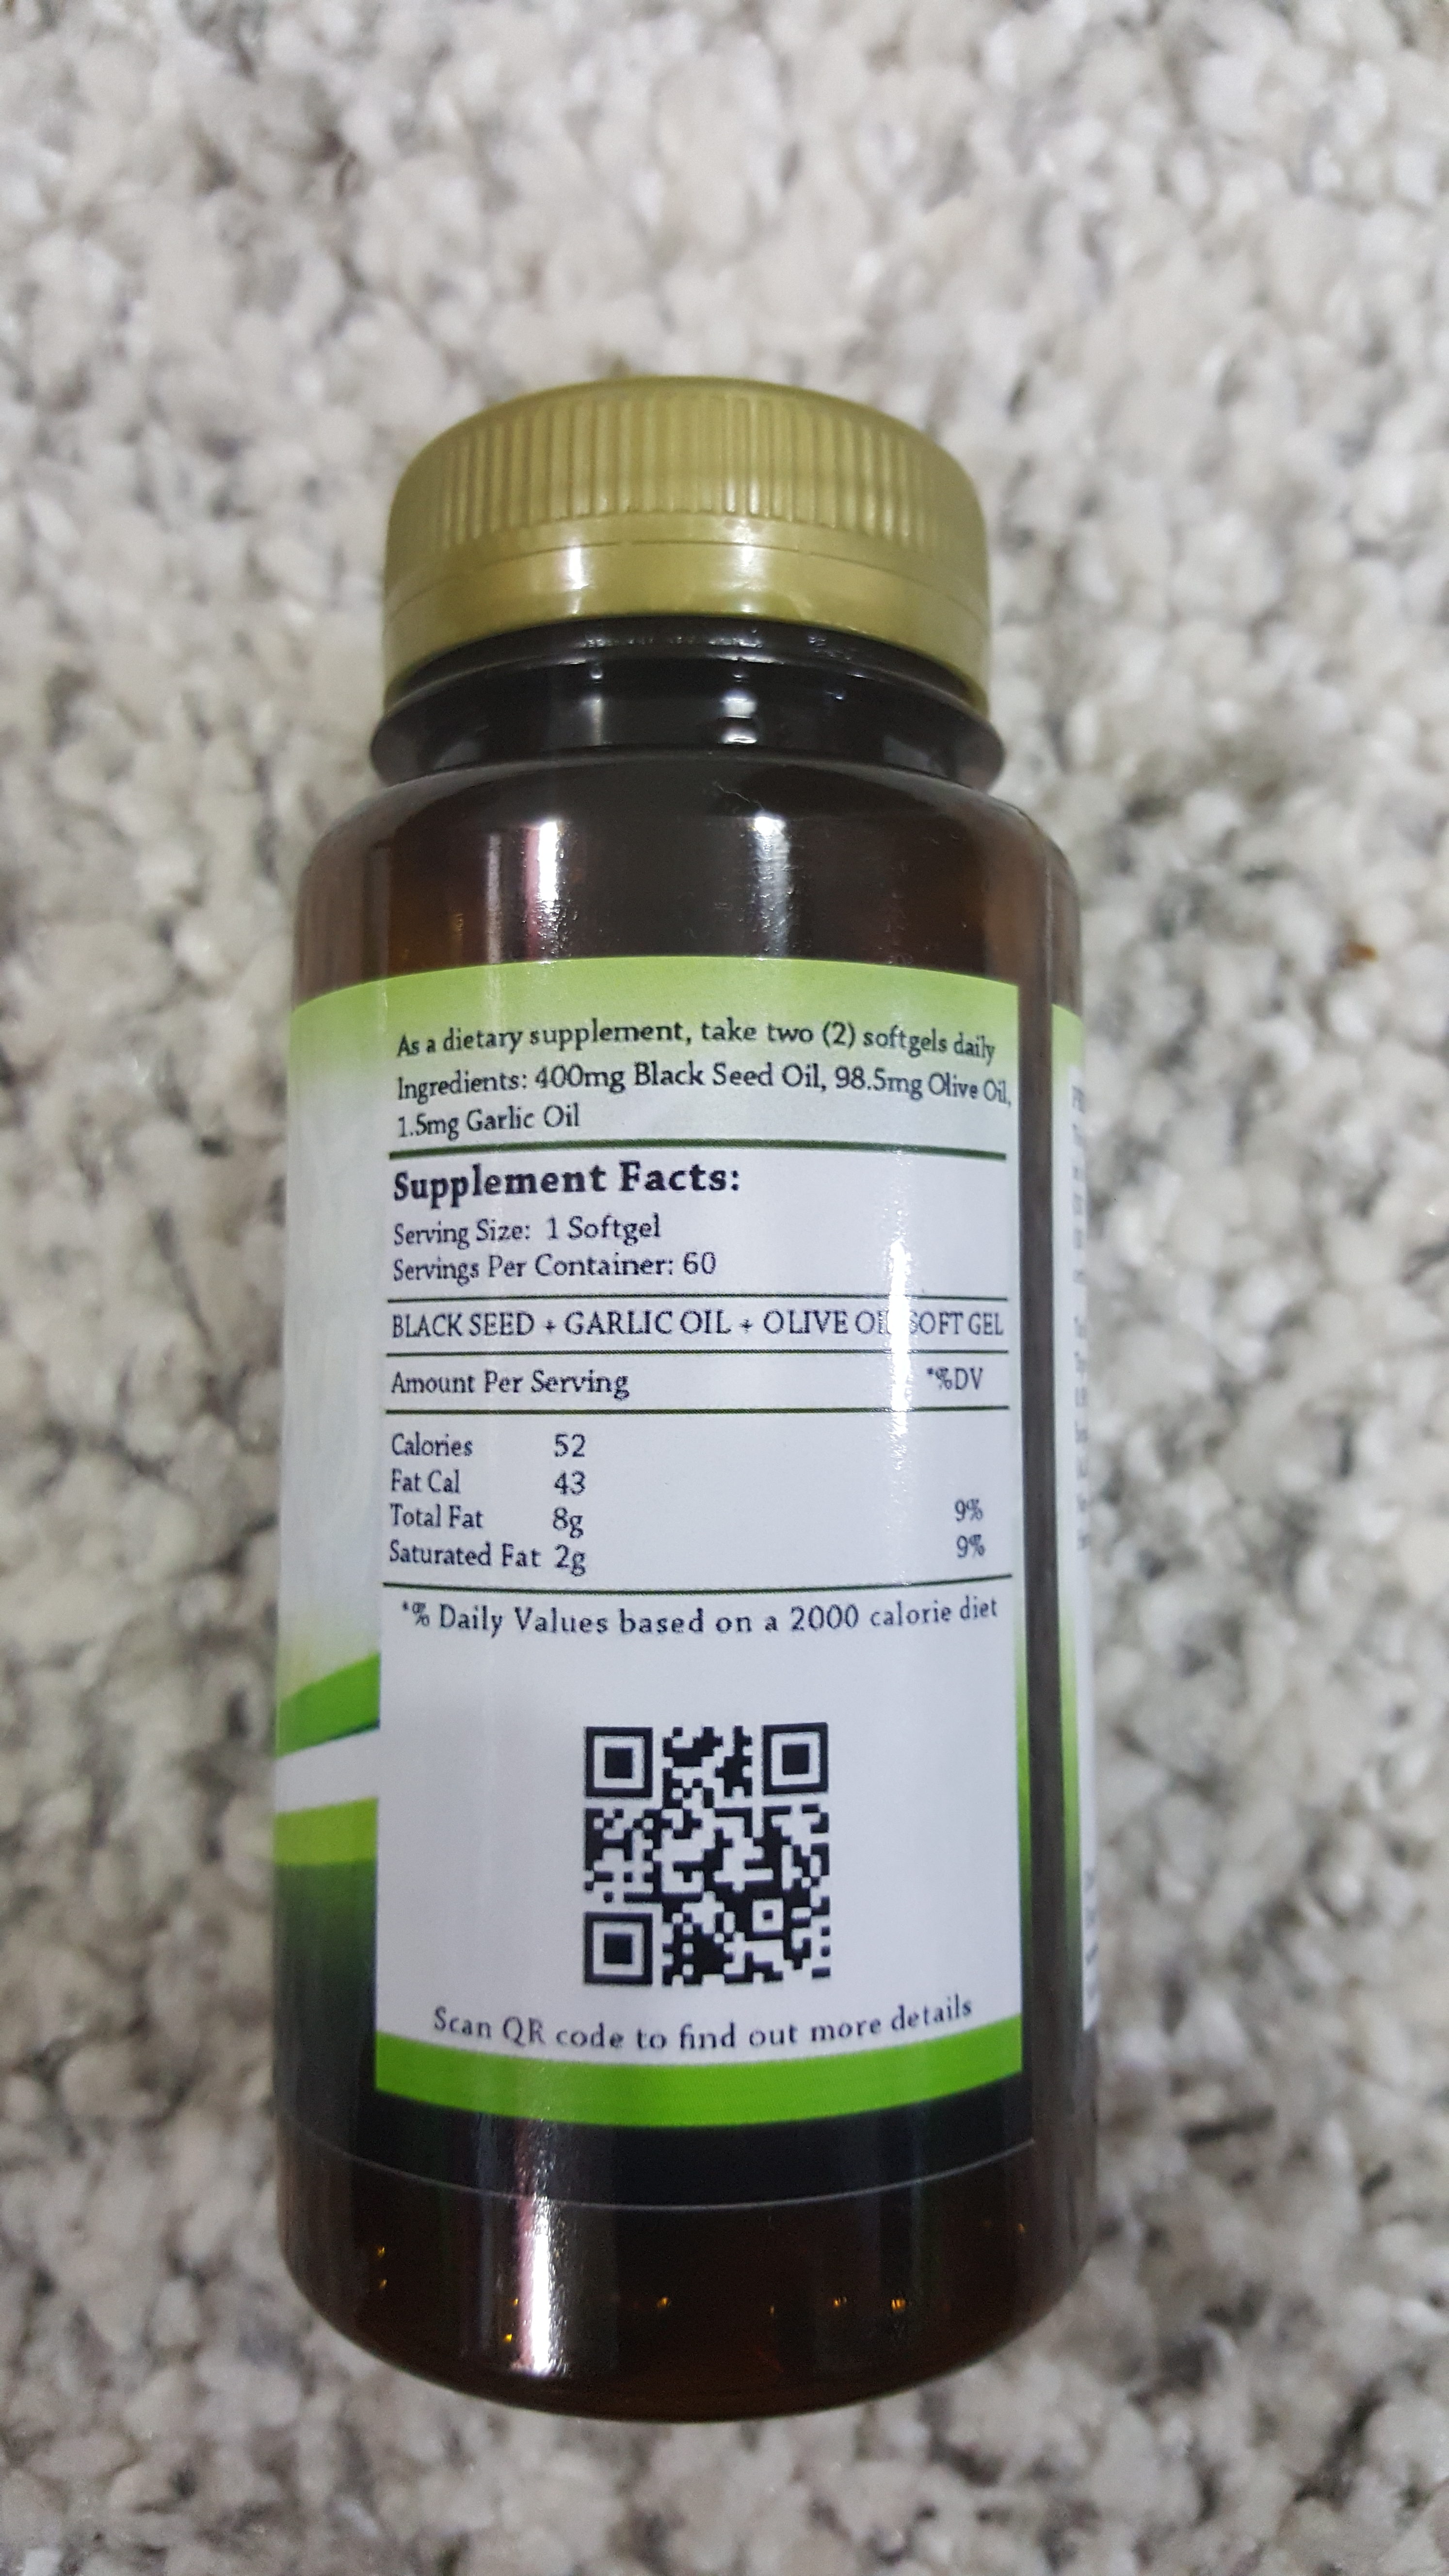 As a dietary supplement, take two (2) softgels daily
Ingredients: 400mg Black Seed Oil, 98.5mg Olive Oil,
1.5mg Garlic Oil
Supplement Facts:
Serving Size: 1 Softgel
Servings Per Container: 60
BLACK SEED + GARLIC OIL + OLIVE OIL SOFT GEL
Amount Per Serving *%DV
Calories 52
Fat Cal 43
Total Fat 8g 9%
Saturated Fat 2g 9%
*% Daily Values based on a 2000 calorie diet
Scan QR code to find out more details